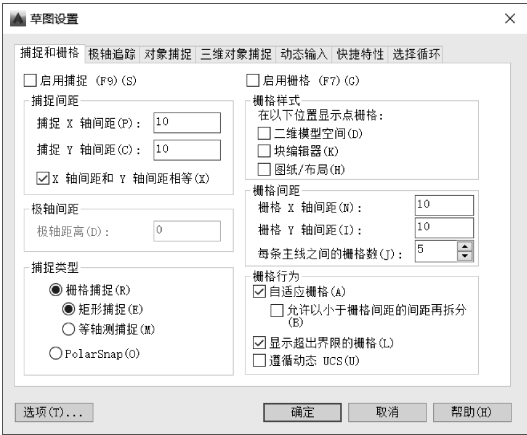 草图设置
捕捉和栅格 极轴追踪 对象捕捉 三维对象捕捉 动态输入 快捷特性 选择循环
启用捕捉 (F9)(S)
捕捉间距
捕捉 X 轴间距(P): 10
捕捉 Y 轴间距(C): 10
X 轴间距和 Y 轴间距相等(X)
极轴间距
极轴距离(D): 0
捕捉类型
栅格捕捉(R)
矩形捕捉(E)
等轴测捕捉(M)
PolarSnap(O)
启用栅格 (F7)(G)
栅格样式
在以下位置显示点栅格:
二维模型空间(D)
块编辑器(K)
图纸/布局(H)
栅格间距
栅格 X 轴间距(N): 10
栅格 Y 轴间距(I): 10
每条主线之间的栅格数(J): 5
栅格行为
自适应栅格(A)
允许以小于栅格间距的间距再拆分
(B)
显示超出界限的栅格(L)
遵循动态 UCS(U)
选项(T)... 确定 取消 帮助(H)